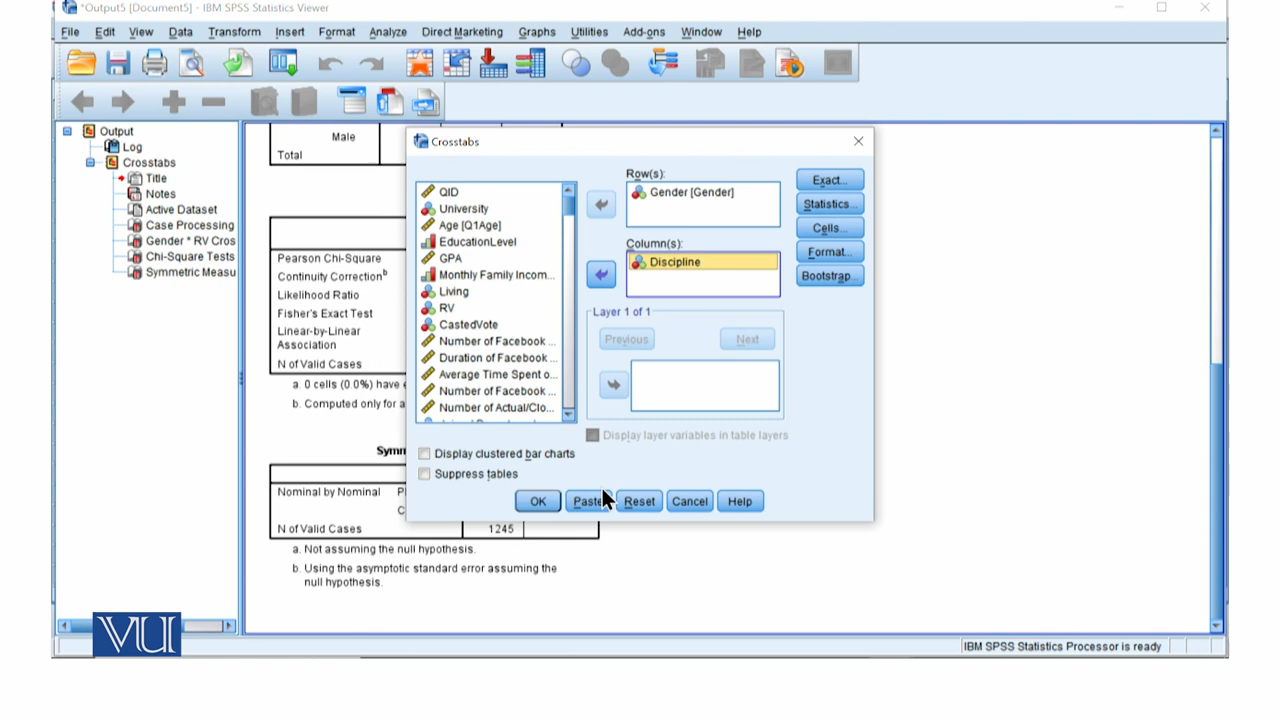 *Output5 [Document5] - IBM SPSS Statistics Viewer
File Edit View Data Transform Insert Format Analyze Direct Marketing Graphs Utilities Add-ons Window Help
Output
Log
Crosstabs
Title
Notes
Active Dataset
Case Processing
Gender * RV Cros
Chi-Square Tests
Symmetric Measu
Male
Total
Pearson Chi-Square
Continuity Correctionb
Likelihood Ratio
Fisher's Exact Test
Linear-by-Linear
Association
N of Valid Cases
a. 0 cells (0.0%) have e
b. Computed only for a
Symm
Nominal by Nominal P
C
N of Valid Cases 1245
a. Not assuming the null hypothesis.
b. Using the asymptotic standard error assuming the
null hypothesis.
Crosstabs
QID
University
Age [Q1Age]
EducationLevel
GPA
Monthly Family Incom...
Living
RV
CastedVote
Number of Facebook ...
Duration of Facebook ...
Average Time Spent o...
Number of Facebook ...
Number of Actual/Clo...
Row(s):
Gender [Gender]
Column(s):
Discipline
Layer 1 of 1
Previous Next
Display layer variables in table layers
Exact...
Statistics...
Cells...
Format...
Bootstrap...
Display clustered bar charts
Suppress tables
OK Paste Reset Cancel Help
VU
IBM SPSS Statistics Processor is ready